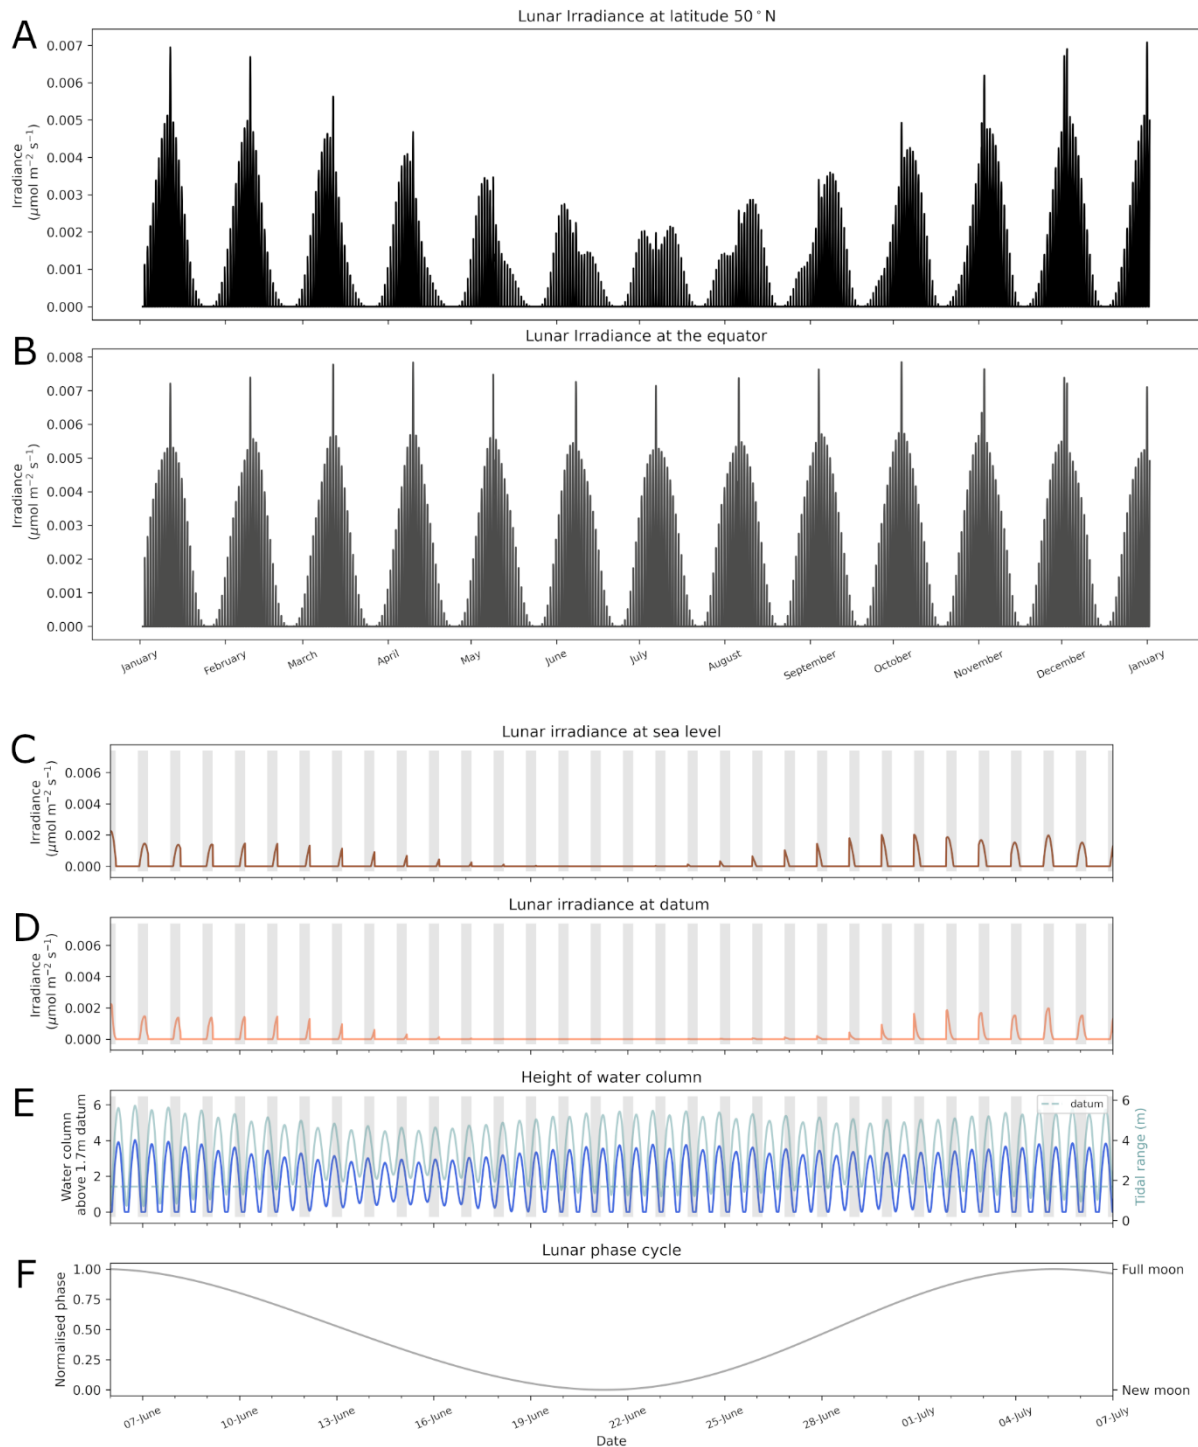 A
Lunar Irradiance at latitude 50°N
Irradiance
(μmol m⁻² s⁻¹)
0.007
0.006
0.005
0.004
0.003
0.002
0.001
0.000
B
Lunar Irradiance at the equator
Irradiance
(μmol m⁻² s⁻¹)
0.008
0.007
0.006
0.005
0.004
0.003
0.002
0.001
0.000
January February March April May June July August September October November December January
C
Lunar irradiance at sea level
Irradiance
(μmol m⁻² s⁻¹)
0.006
0.004
0.002
0.000
D
Lunar irradiance at datum
Irradiance
(μmol m⁻² s⁻¹)
0.006
0.004
0.002
0.000
E
Height of water column
Water column
above 1.7m datum
6
4
2
0
datum
6
4
2
0
Tidal range (m)
F
Lunar phase cycle
Normalised phase
1.00
0.75
0.50
0.25
0.00
Full moon
New moon
07-June 10-June 13-June 16-June 19-June 22-June 25-June 28-June 01-July 04-July 07-July
Date